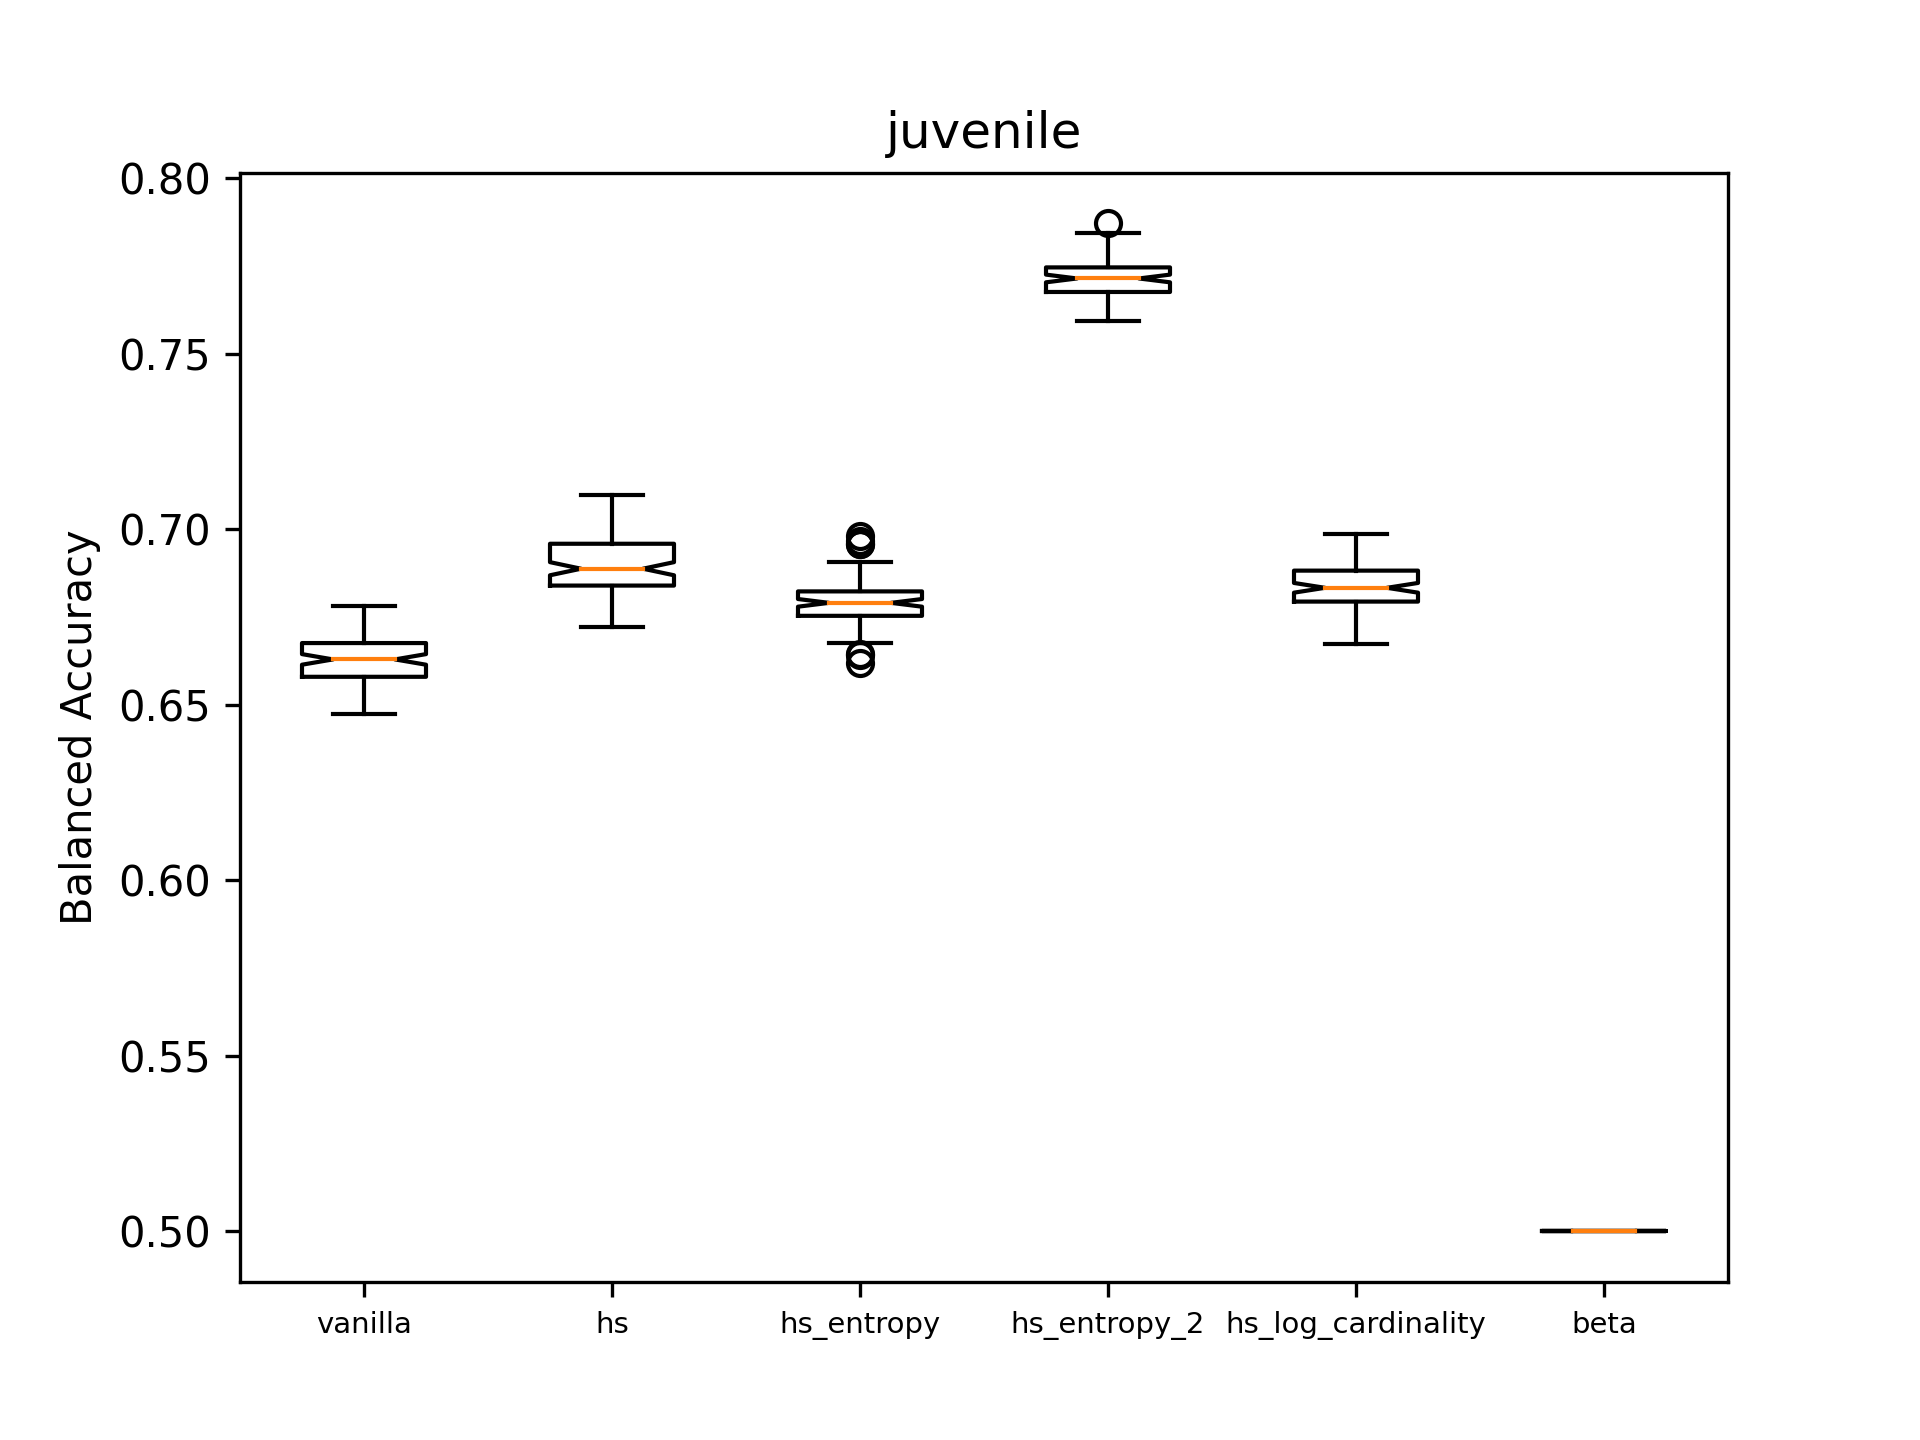 juvenile
Balanced Accuracy
0.80
0.75
0.70
0.65
0.60
0.55
0.50
vanilla
hs
hs_entropy
hs_entropy_2
hs_log_cardinality
beta